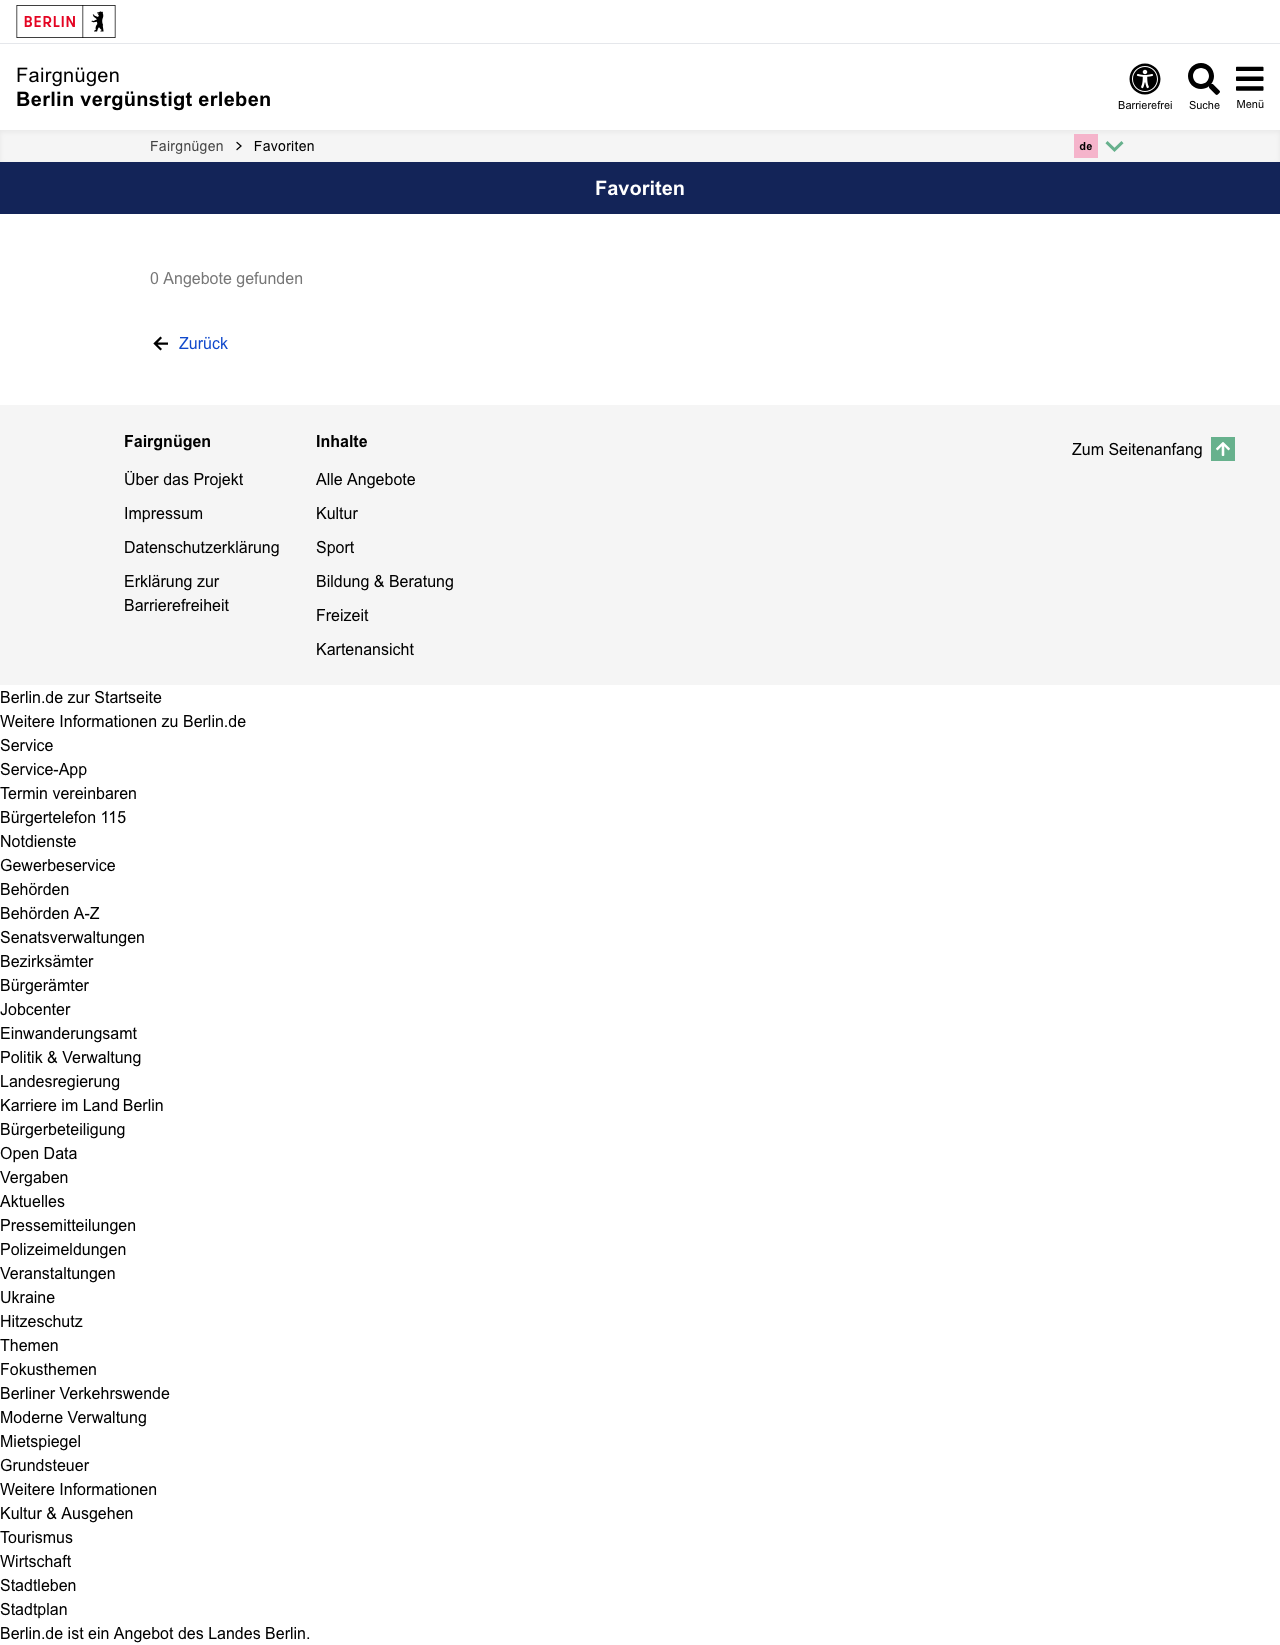 BERLIN
Fairgnügen
Berlin vergünstigt erleben
Barrierefrei
Suche
Menü
Fairgnügen
Favoriten
de
Favoriten
0 Angebote gefunden
Zurück
Fairgnügen
Über das Projekt
Impressum
Datenschutzerklärung
Erklärung zur
Barrierefreiheit
Inhalte
Alle Angebote
Kultur
Sport
Bildung & Beratung
Freizeit
Kartenansicht
Zum Seitenanfang
Berlin.de zur Startseite
Weitere Informationen zu Berlin.de
Service
Service-App
Termin vereinbaren
Bürgertelefon 115
Notdienste
Gewerbeservice
Behörden
Behörden A-Z
Senatsverwaltungen
Bezirksämter
Bürgerämter
Jobcenter
Einwanderungsamt
Politik & Verwaltung
Landesregierung
Karriere im Land Berlin
Bürgerbeteiligung
Open Data
Vergaben
Aktuelles
Pressemitteilungen
Polizeimeldungen
Veranstaltungen
Ukraine
Hitzeschutz
Themen
Fokusthemen
Berliner Verkehrswende
Moderne Verwaltung
Mietspiegel
Grundsteuer
Weitere Informationen
Kultur & Ausgehen
Tourismus
Wirtschaft
Stadtleben
Stadtplan
Berlin.de ist ein Angebot des Landes Berlin.